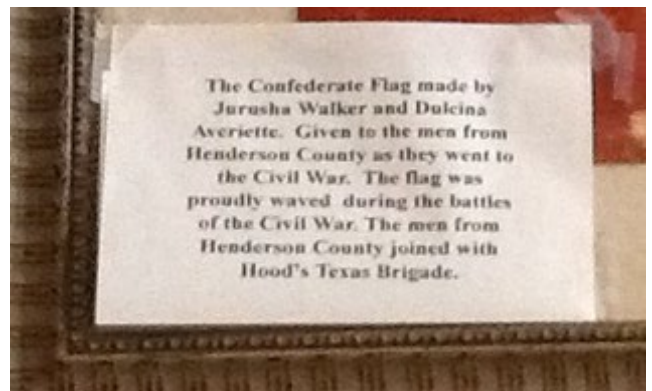 The Confederate Flag made by
Jurusha Walker and Dulcina
Averiette. Given to the men from
Henderson County as they went to
the Civil War. The flag was
proudly waved during the battles
of the Civil War. The men from
Henderson County joined with
Hood's Texas Brigade.